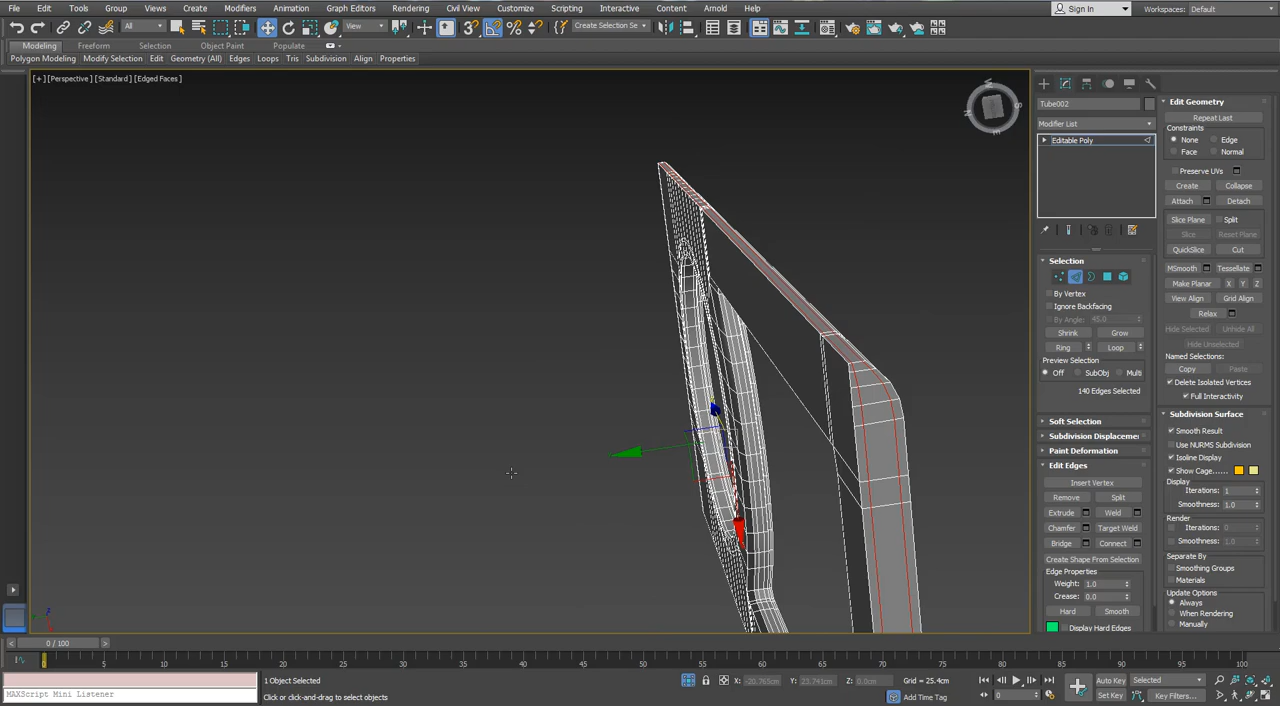 File Edit Tools Group Views Create Modifiers Animation Graph Editors Rendering Civil View Customize Scripting Interactive Content Arnold Help Sign In Workspaces: Default
All View Create Selection Se
Modeling Freeform Selection Object Paint Populate
Polygon Modeling Modify Selection Edit Geometry (All) Edges Loops Tris Subdivision Align Properties
[+] [Perspective] [Standard] [Edged Faces]
Tube002
Modifier List
Editable Poly
Selection
By Vertex
Ignore Backfacing
By Angle: 45.0
Shrink Grow
Ring Loop
Preview Selection
Off SubObj Multi
140 Edges Selected
Soft Selection
Subdivision Displacemen
Paint Deformation
Edit Edges
Insert Vertex
Remove Split
Extrude Weld
Chamfer Target Weld
Bridge Connect
Create Shape From Selection
Edge Properties
Weight: 1.0
Crease: 0.0
Hard Smooth
Display Hard Edges
Edit Geometry
Repeat Last
Constraints
None Edge
Face Normal
Preserve UVs
Create Collapse
Attach Detach
Slice Plane Split
Slice Reset Plane
QuickSlice Cut
MSmooth Tessellate
Make Planar X Y Z
View Align Grid Align
Relax
Hide Selected Unhide All
Hide Unselected
Named Selections:
Copy Paste
Delete Isolated Vertices
Full Interactivity
Subdivision Surface
Smooth Result
Use NURMS Subdivision
Isoline Display
Show Cage......
Display
Iterations: 1
Smoothness: 1.0
Render
Iterations: 0
Smoothness: 1.0
Separate By
Smoothing Groups
Materials
Update Options
Always
When Rendering
Manually
0 / 100
0 5 10 15 20 25 30 35 40 45 50 55 60 65 70 75 80 85 90 95 100
MAXScript Mini Listener
1 Object Selected
Click or click-and-drag to select objects
X: -20.765cm Y: 23.741cm Z: 0.0cm Grid = 25.4cm
Add Time Tag
0
Auto Key Selected
Set Key Key Filters...